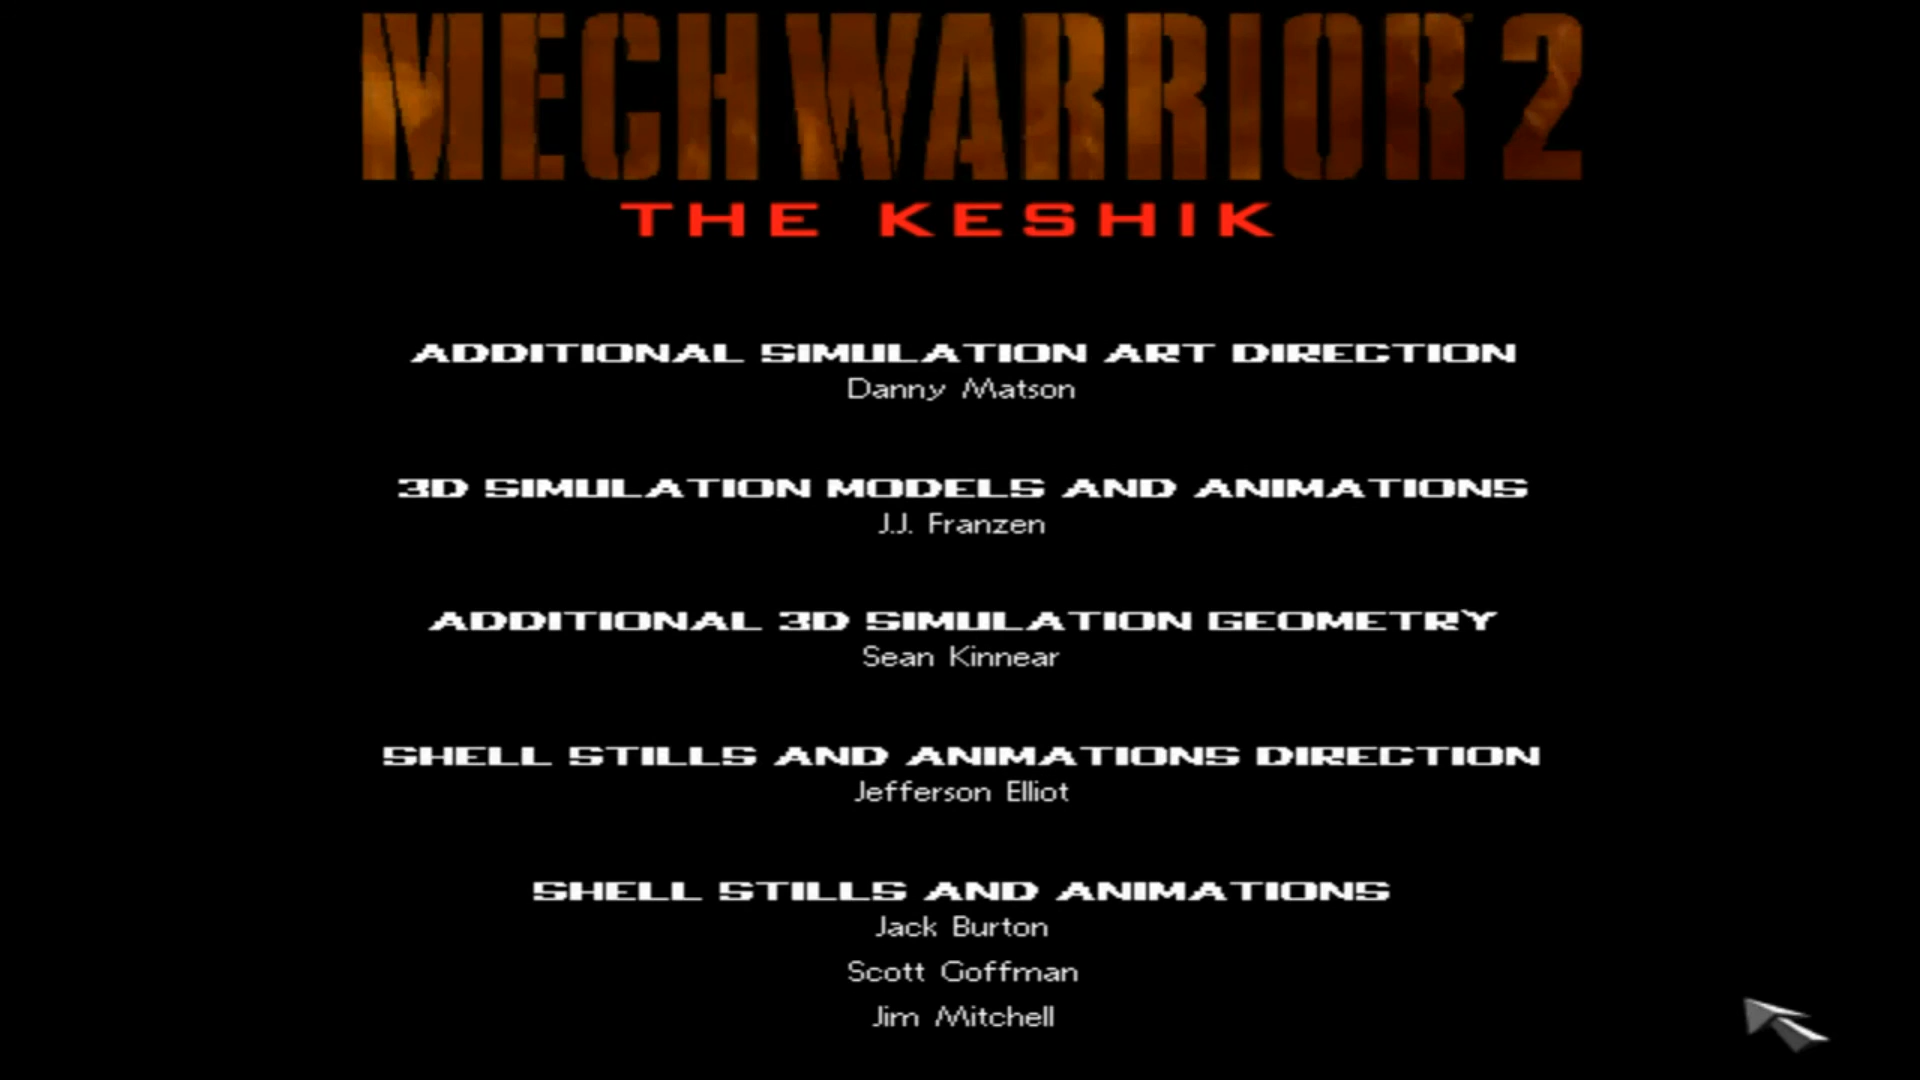 MECHWARRIOR 2
THE KESHIK
ADDITIONAL SIMULATION ART DIRECTION
Danny Matson
3D SIMULATION MODELS AND ANIMATIONS
J.J. Franzen
ADDITIONAL 3D SIMULATION GEOMETRY
Sean Kinnear
SHELL STILLS AND ANIMATIONS DIRECTION
Jefferson Elliot
SHELL STILLS AND ANIMATIONS
Jack Burton
Scott Goffman
Jim Mitchell